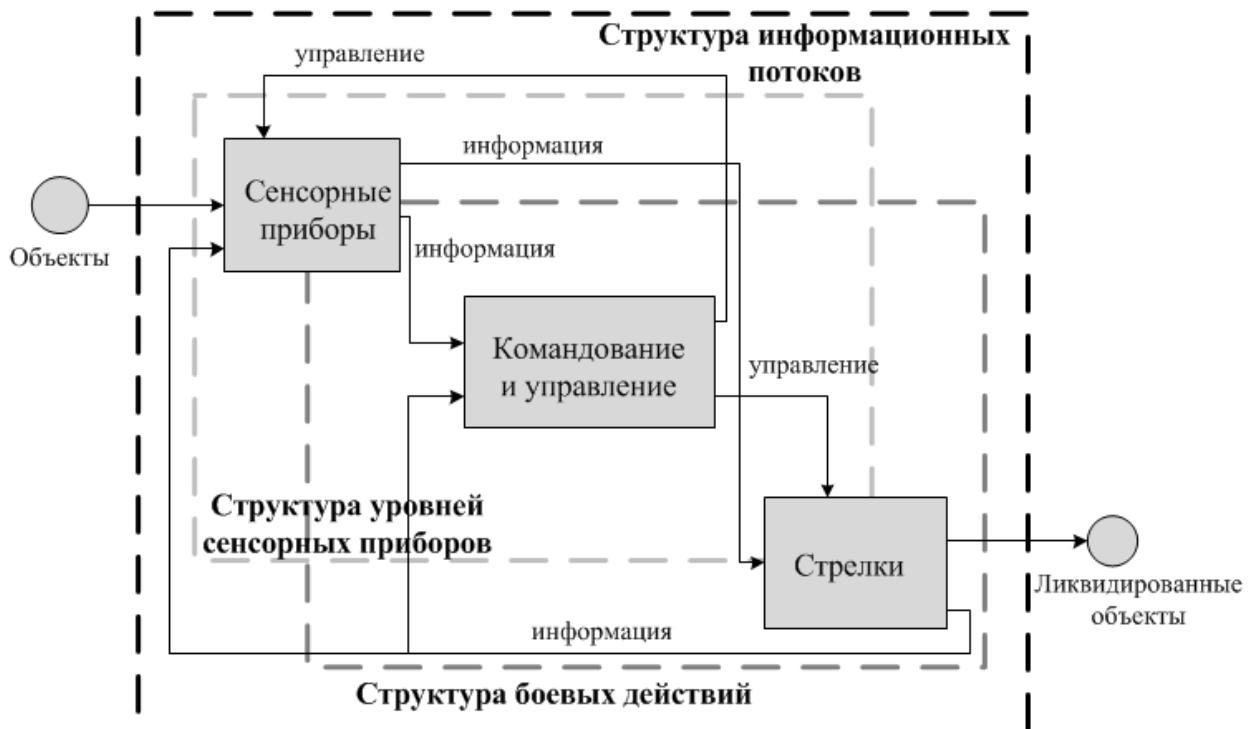 Структура информационных
потоков
управление
информация
Сенсорные
приборы
информация
Объекты
Командование
и управление
управление
Структура уровней
сенсорных приборов
Стрелки
Ликвидированные
объекты
информация
Структура боевых действий